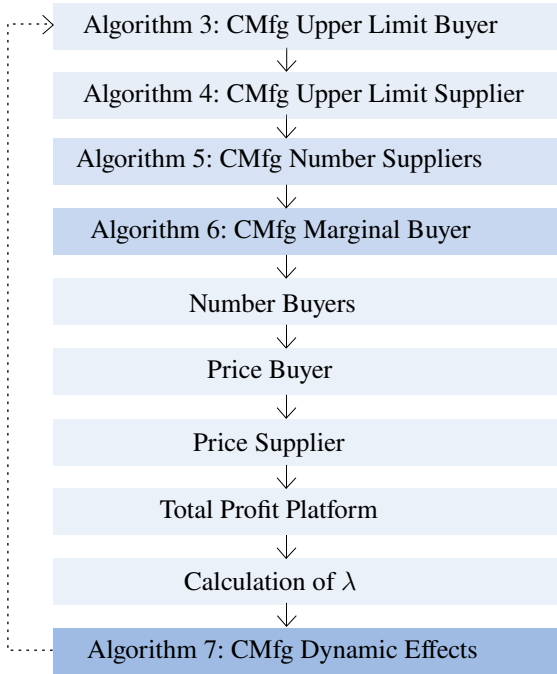 Algorithm 3: CMfg Upper Limit Buyer
Algorithm 4: CMfg Upper Limit Supplier
Algorithm 5: CMfg Number Suppliers
Algorithm 6: CMfg Marginal Buyer
Number Buyers
Price Buyer
Price Supplier
Total Profit Platform
Calculation of λ
Algorithm 7: CMfg Dynamic Effects